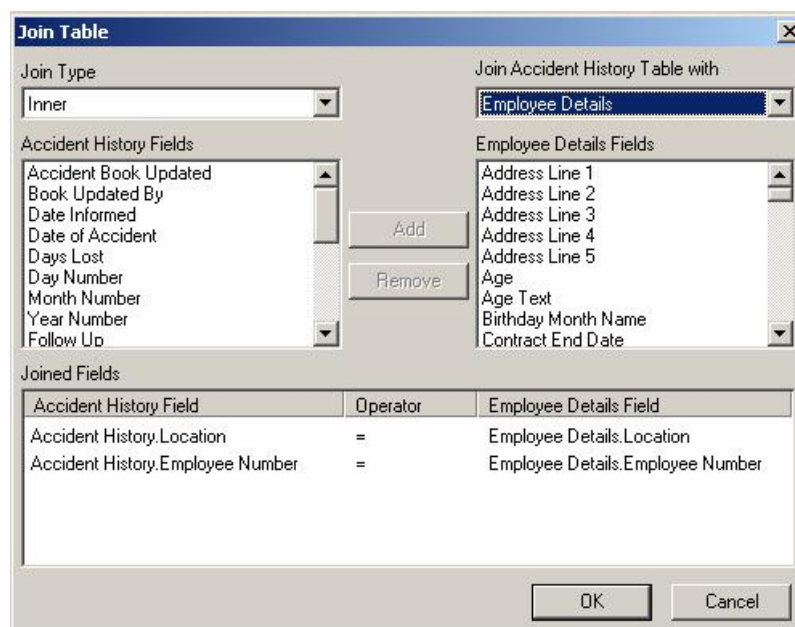 Join Table
Join Type
Join Accident History Table with
Inner
Employee Details
Accident History Fields
Employee Details Fields
Accident Book Updated
Book Updated By
Date Informed
Date of Accident
Days Lost
Day Number
Month Number
Year Number
Follow Up
Add
Remove
Address Line 1
Address Line 2
Address Line 3
Address Line 4
Address Line 5
Age
Age Text
Birthday Month Name
Contract End Date
Joined Fields
Accident History Field Operator Employee Details Field
Accident History.Location = Employee Details.Location
Accident History.Employee Number = Employee Details.Employee Number
OK Cancel